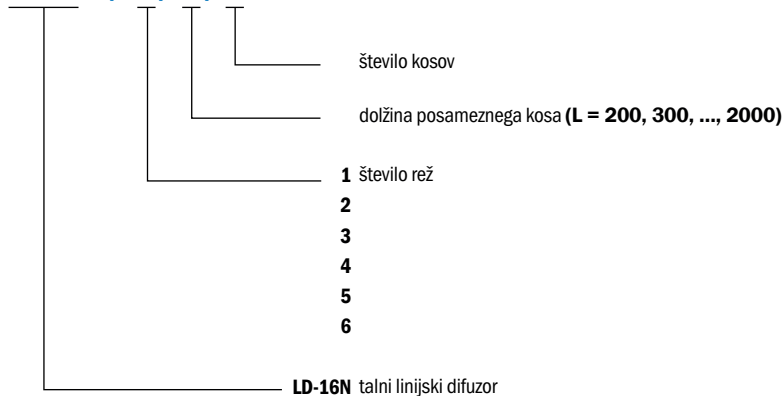 število kosov
dolžina posameznega kosa (L = 200, 300, ..., 2000)
1 število rež
2
3
4
5
6
LD-16N talni linijski difuzor